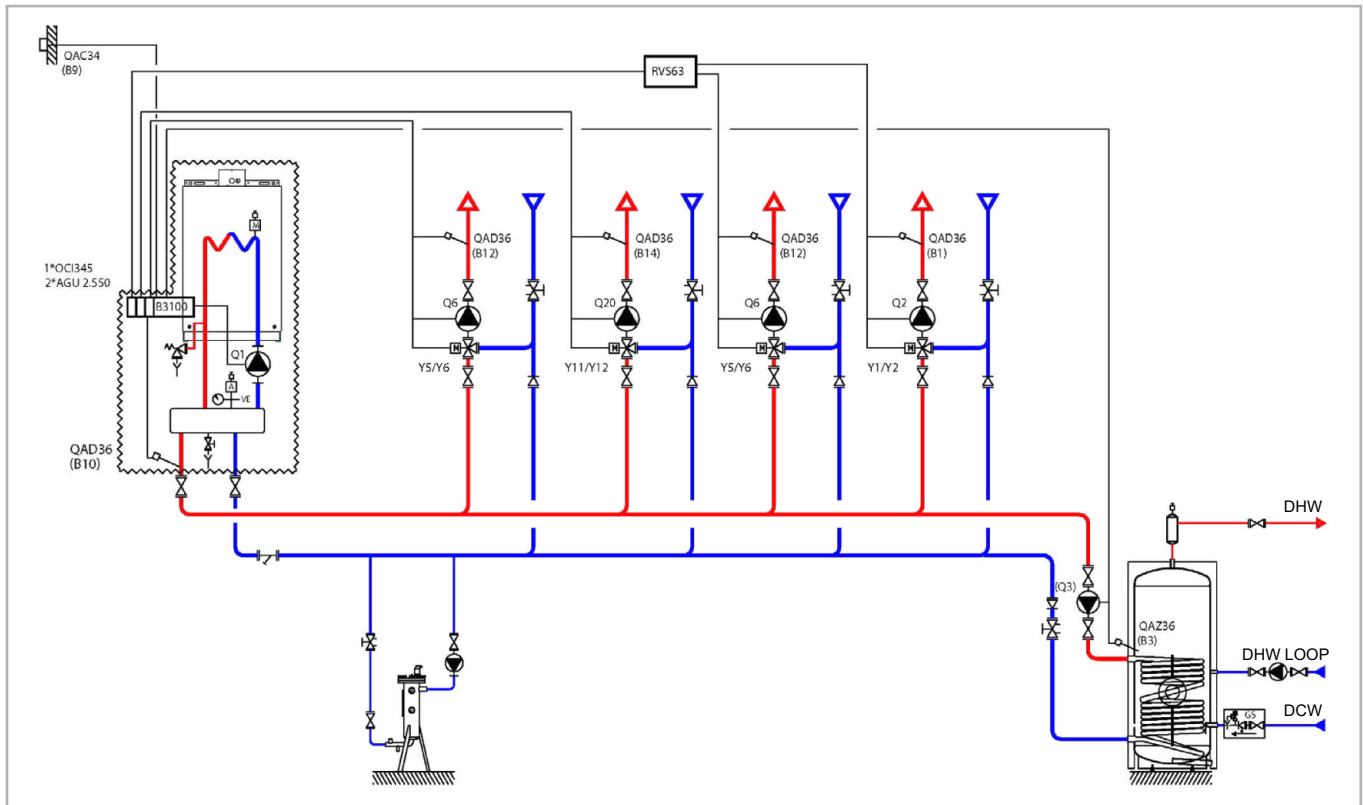 QAC34
(B9)
RVS63
1*OCI345
2*AGU 2.550
B3100
Q1
M
A
VE
QAD36
(B10)
QAD36
(B12)
Q6
M
Y5/Y6
QAD36
(B14)
Q20
M
Y11/Y12
QAD36
(B12)
Q6
M
Y5/Y6
QAD36
(B1)
Q2
M
Y1/Y2
(Q3)
QAZ36
(B3)
DHW
DHW LOOP
GS
DCW